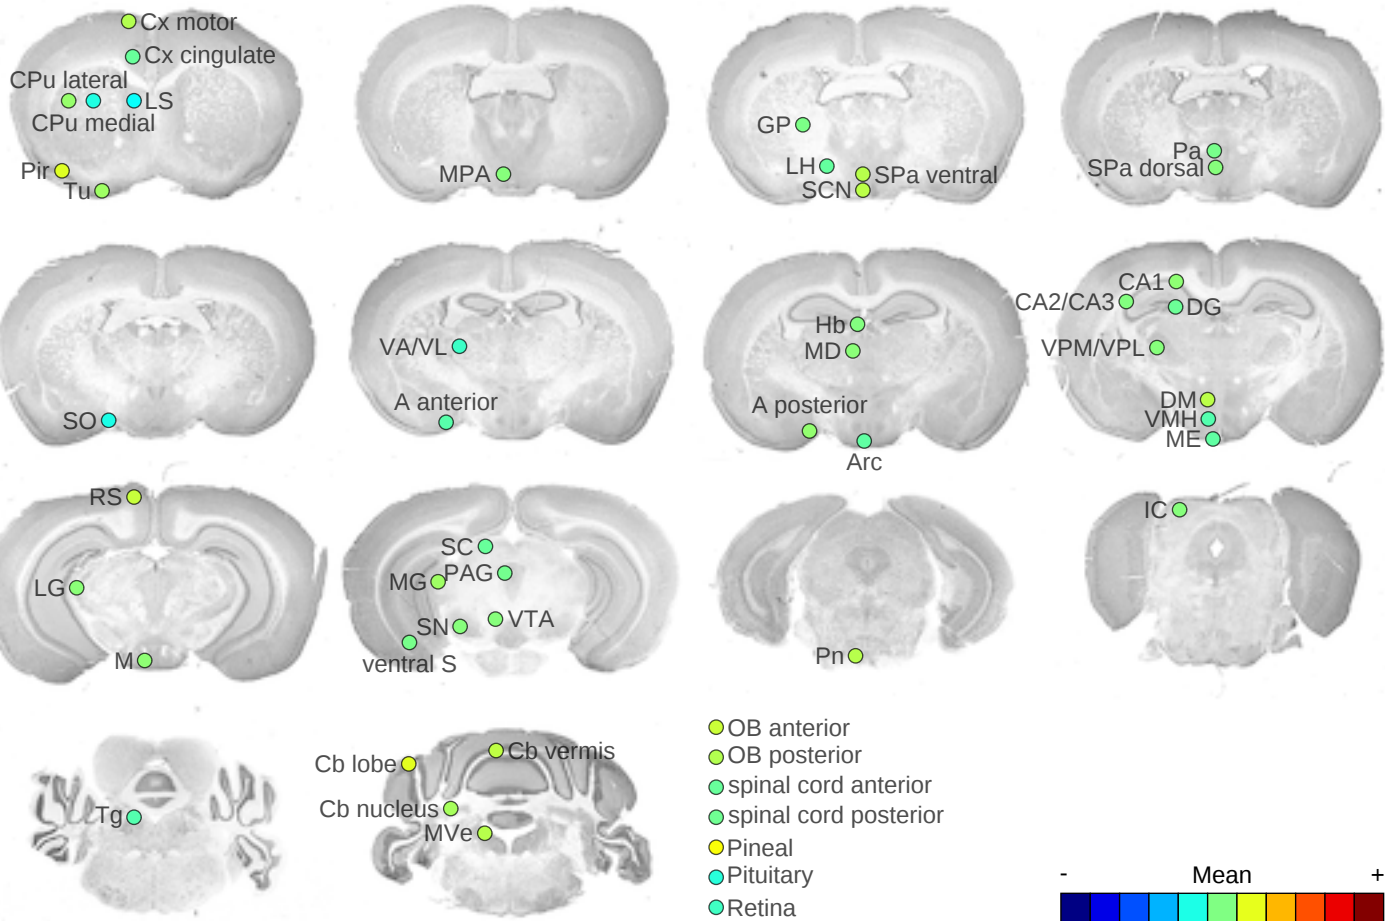 Cx motor
Cx cingulate
CPu lateral
LS
CPu medial
Pir
Tu
MPA
GP
LH
SPa ventral
SCN
Pa
SPa dorsal
SO
VA/VL
A anterior
Hb
MD
A posterior
Arc
CA1
CA2/CA3
DG
VPM/VPL
DM
VMH
ME
RS
LG
M
SC
PAG
MG
VTA
SN
ventral S
Pn
IC
Tg
Cb lobe
Cb vermis
Cb nucleus
MVe
OB anterior
OB posterior
spinal cord anterior
spinal cord posterior
Pineal
Pituitary
Retina
- Mean +